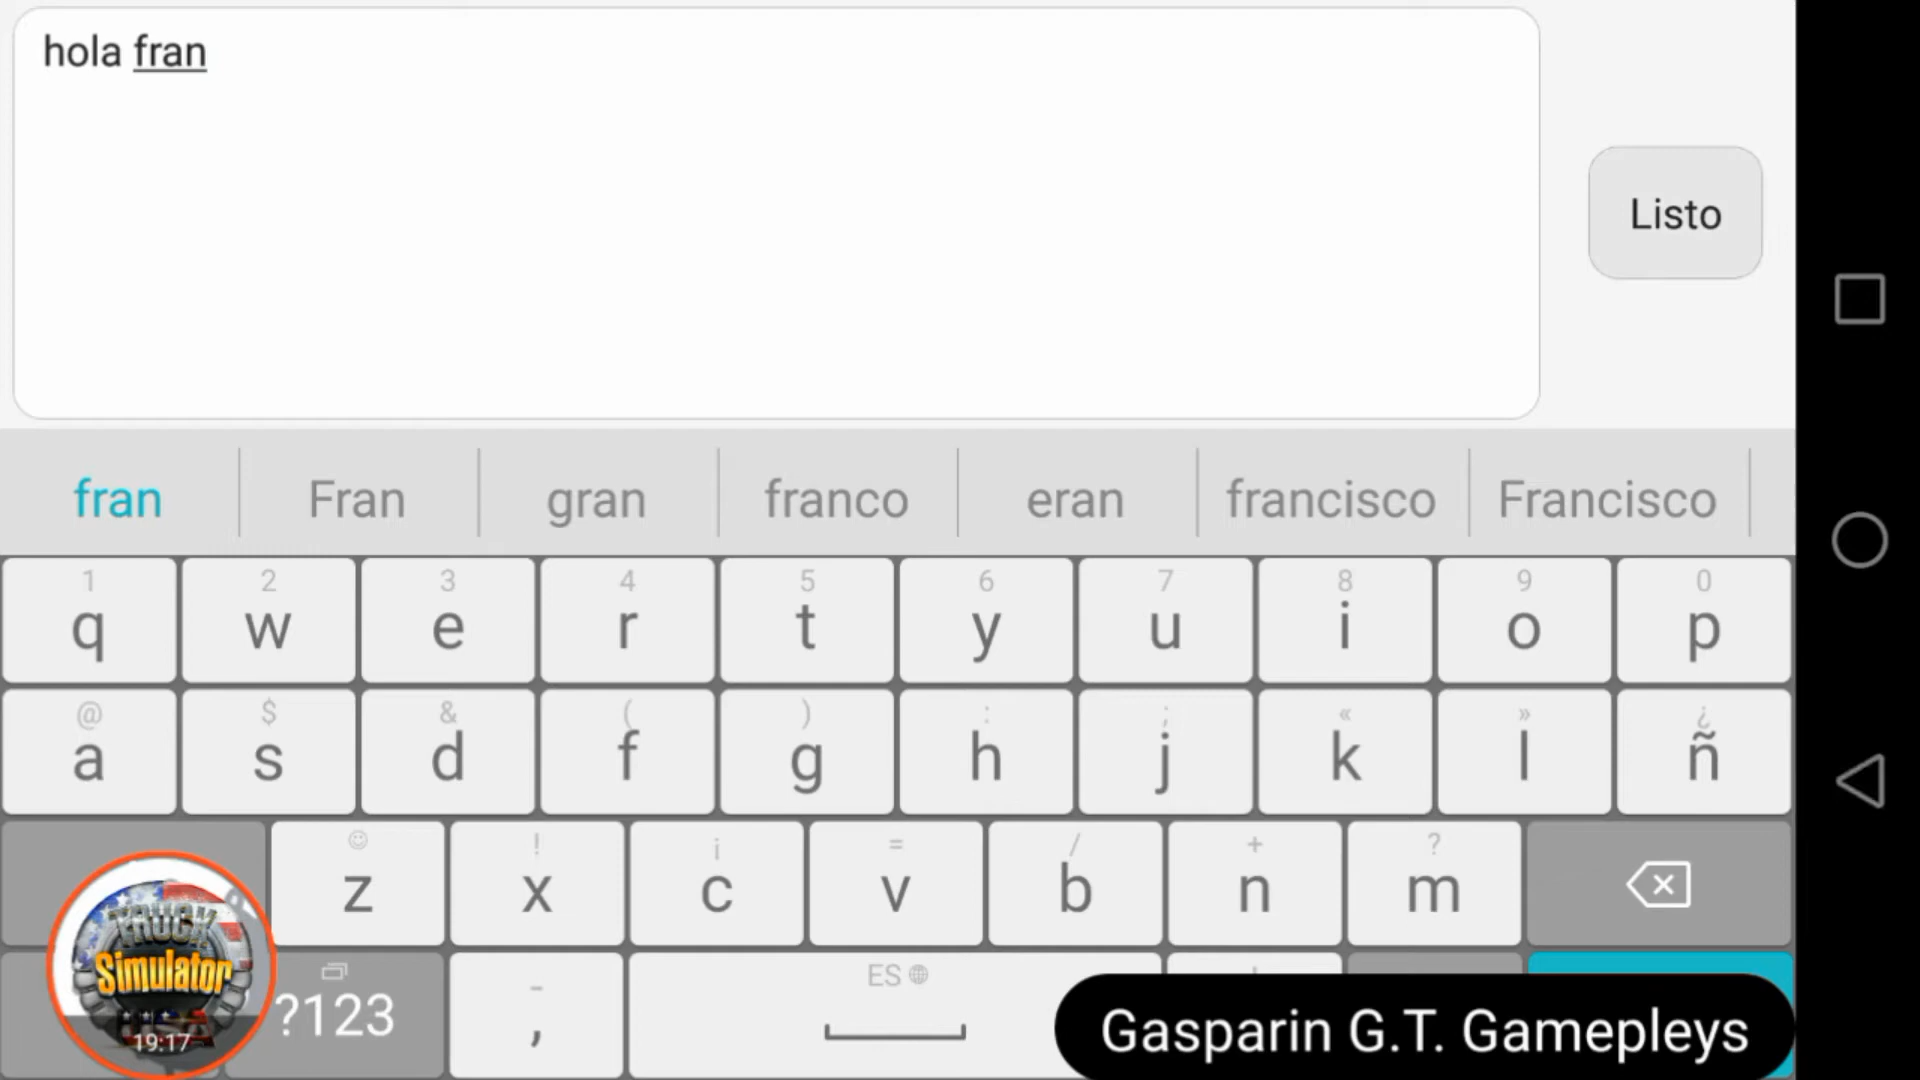 hola fran
Listo
fran Fran gran franco eran francisco Francisco
1 2 3 4 5 6 7 8 9 0
q w e r t y u i o p
@ $ & ( ) : ; « » ¿
a s d f g h j k l ñ
! ¡ = / + ?
z x c v b n m
TRUCK
Simulator
USA
19:17
?123
- ,
ES
Gasparin G.T. Gamepleys